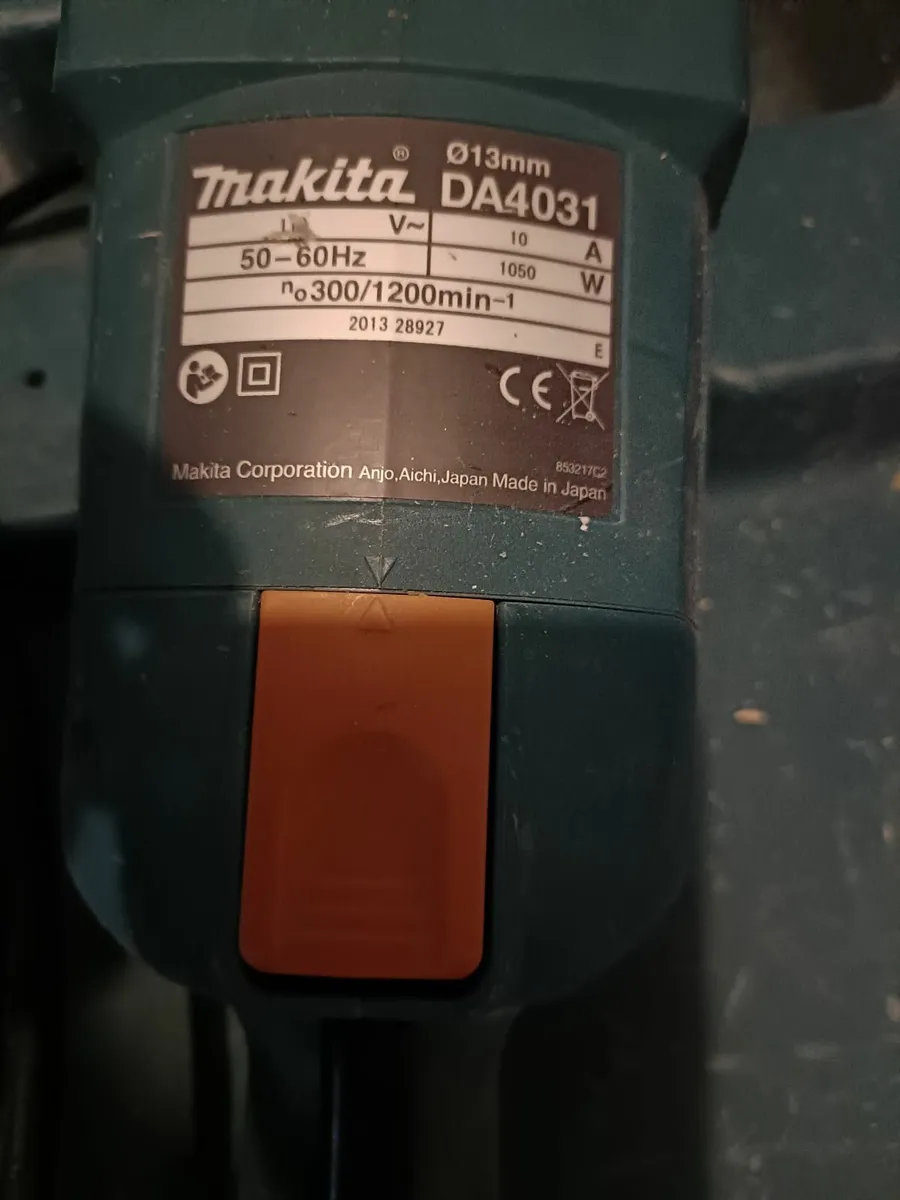 makita® Ø13mm
DA4031
V~ 10 A
50-60Hz 1050 W
n₀300/1200min⁻¹
2013 28927 E
CE
853217C2
Makita Corporation Anjo,Aichi,Japan Made in Japan